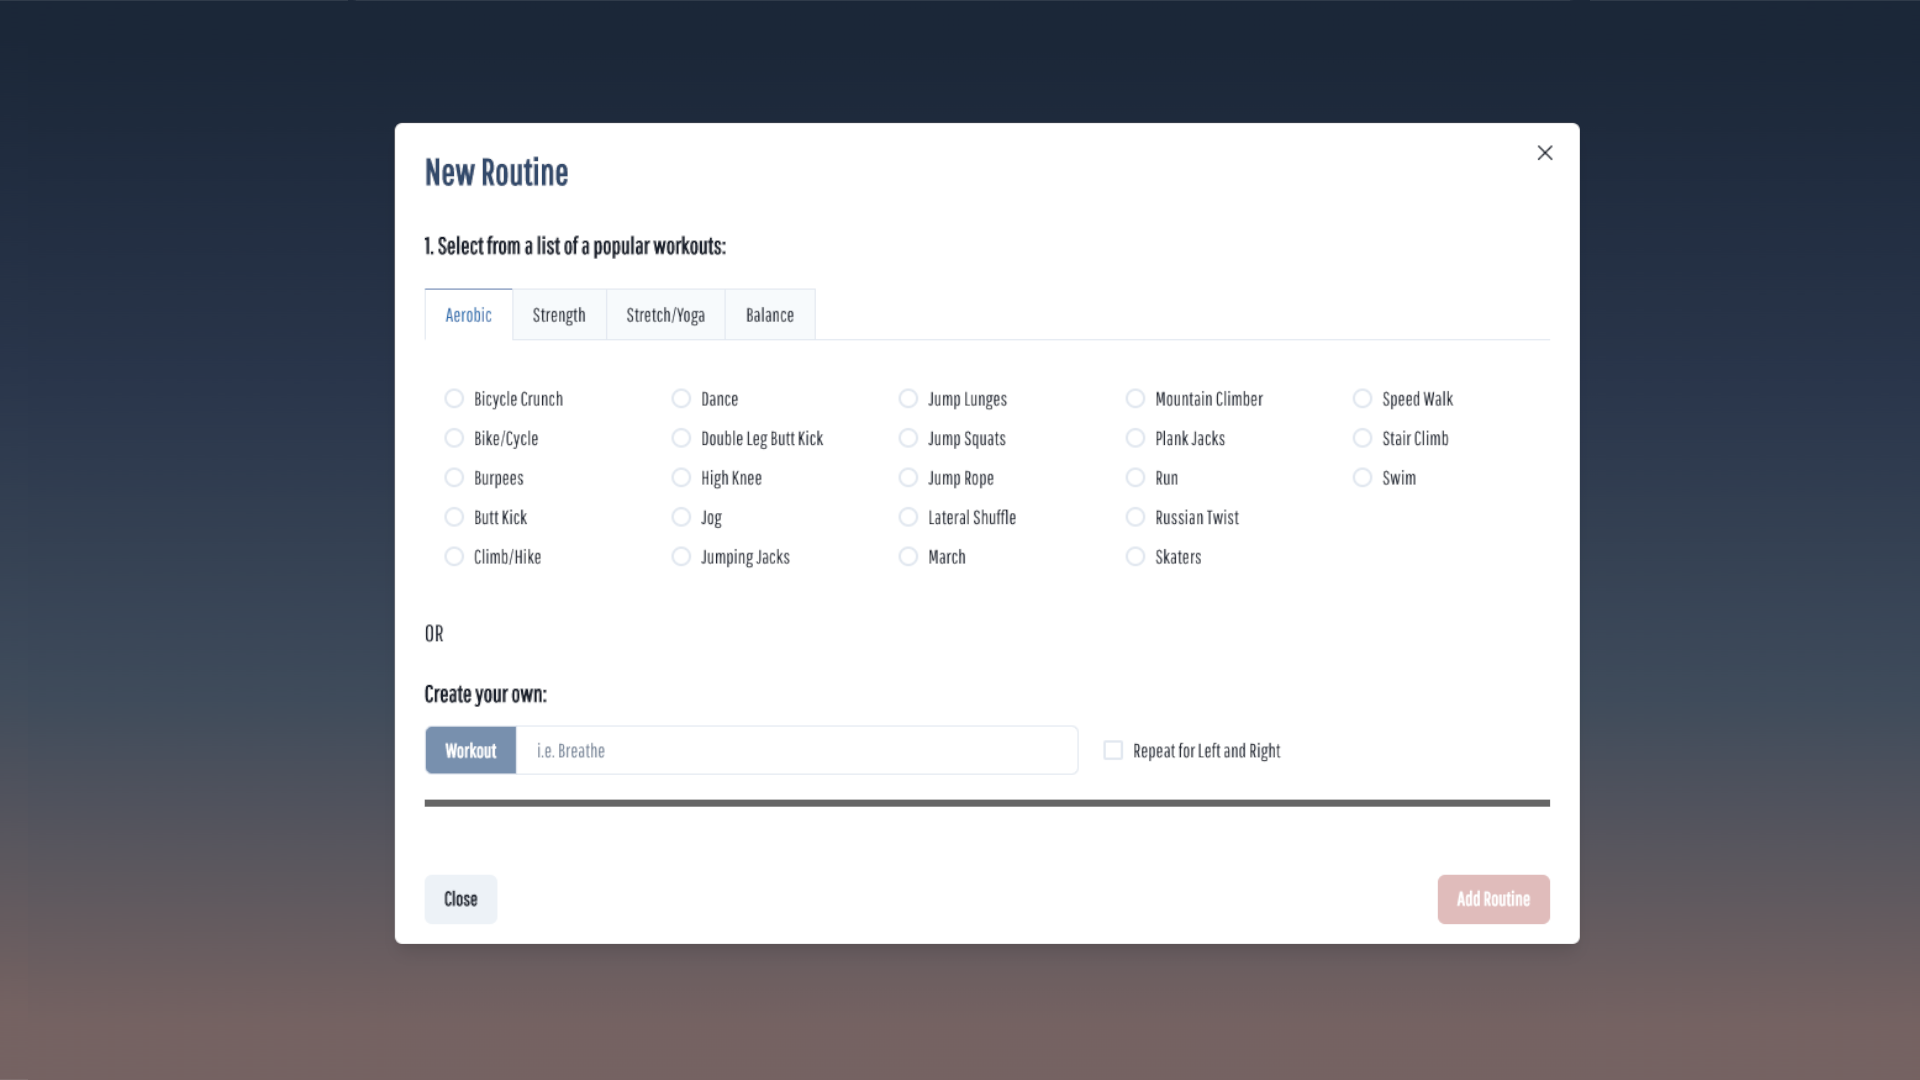 New Routine
1. Select from a list of a popular workouts:
Aerobic Strength Stretch/Yoga Balance
Bicycle Crunch Dance Jump Lunges Mountain Climber Speed Walk
Bike/Cycle Double Leg Butt Kick Jump Squats Plank Jacks Stair Climb
Burpees High Knee Jump Rope Run Swim
Butt Kick Jog Lateral Shuffle Russian Twist
Climb/Hike Jumping Jacks March Skaters
OR
Create your own:
Workout i.e. Breathe Repeat for Left and Right
Close Add Routine